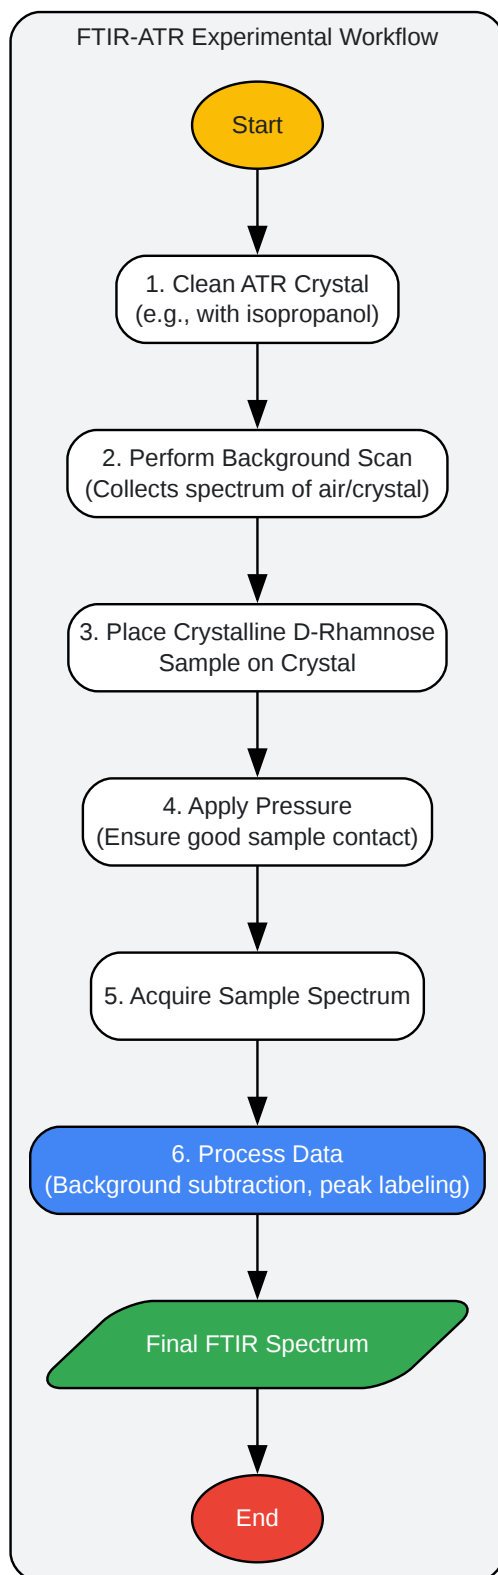 FTIR-ATR Experimental Workflow
Start
1. Clean ATR Crystal
(e.g., with isopropanol)
2. Perform Background Scan
(Collects spectrum of air/crystal)
3. Place Crystalline D-Rhamnose
Sample on Crystal
4. Apply Pressure
(Ensure good sample contact)
5. Acquire Sample Spectrum
6. Process Data
(Background subtraction, peak labeling)
Final FTIR Spectrum
End